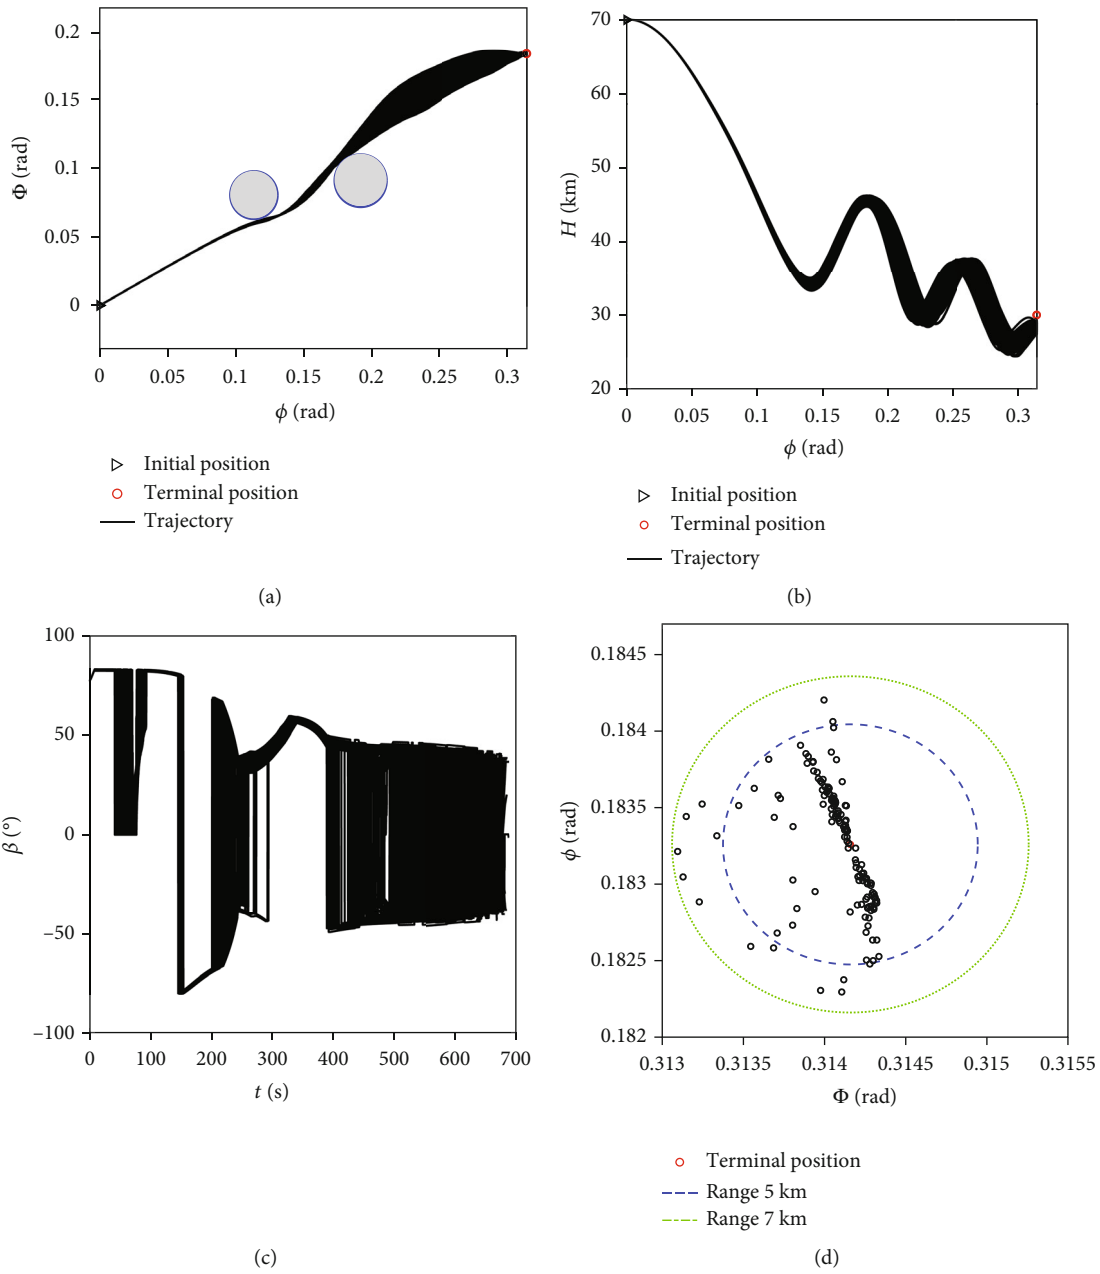 0.2
0.15
0.1
0.05
0
Φ (rad)
0
0.05
0.1
0.15
0.2
0.25
0.3
ϕ (rad)
Initial position
Terminal position
Trajectory
(a)
70
60
50
40
30
20
H (km)
0
0.05
0.1
0.15
0.2
0.25
0.3
ϕ (rad)
Initial position
Terminal position
Trajectory
(b)
100
50
0
−50
−100
β (°)
0
100
200
300
400
500
600
700
t (s)
(c)
0.1845
0.184
0.1835
0.183
0.1825
0.182
ϕ (rad)
0.313
0.3135
0.314
0.3145
0.315
0.3155
Φ (rad)
Terminal position
Range 5 km
Range 7 km
(d)